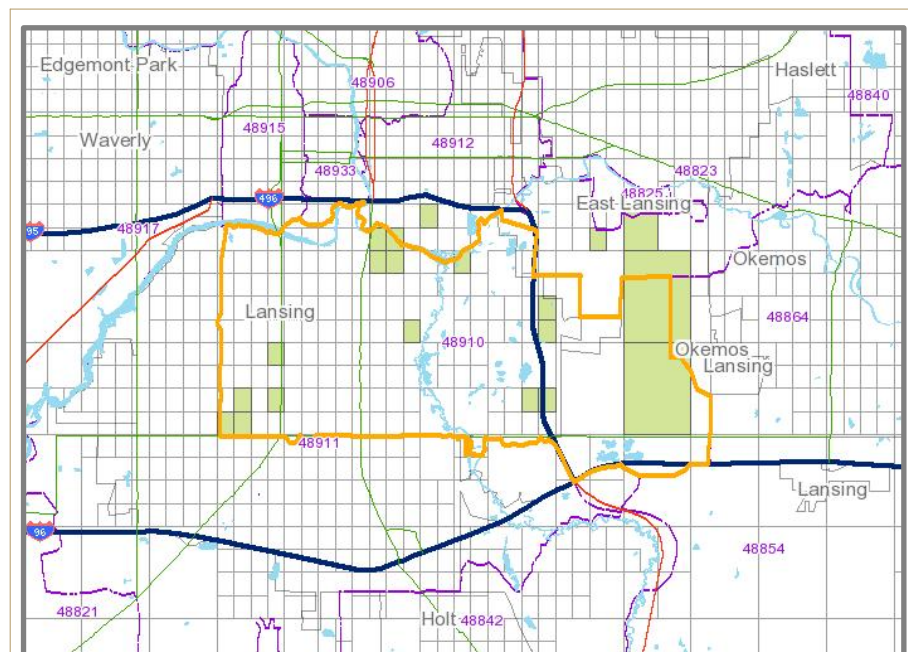 Edgemont Park
Haslett
48906
48840
Waverly
48915
48912
48933
48823
48825
496
East Lansing
95
48917
Okemos
Lansing
48864
48910
Okemos
Lansing
48911
Lansing
96
48854
48821
Holt
48842